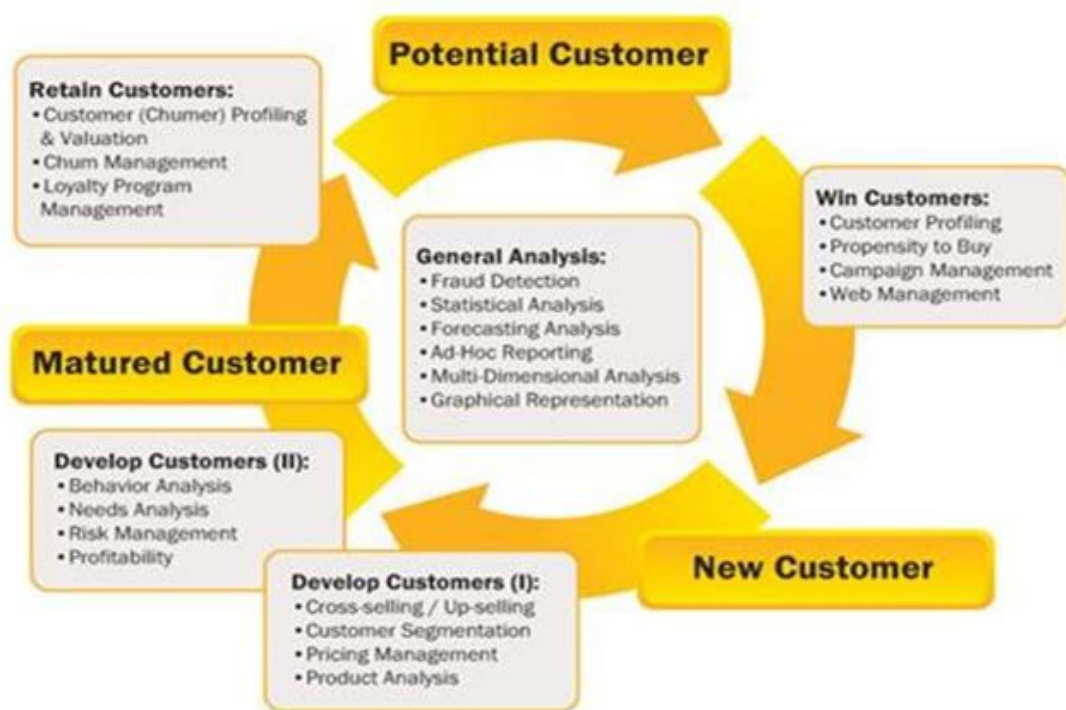 Potential Customer
Retain Customers:
• Customer (Chumer) Profiling
& Valuation
• Chum Management
• Loyalty Program
Management
Win Customers:
• Customer Profiling
• Propensity to Buy
• Campaign Management
• Web Management
General Analysis:
• Fraud Detection
• Statistical Analysis
• Forecasting Analysis
• Ad-Hoc Reporting
• Multi-Dimensional Analysis
• Graphical Representation
Matured Customer
Develop Customers (II):
• Behavior Analysis
• Needs Analysis
• Risk Management
• Profitability
New Customer
Develop Customers (I):
• Cross-selling / Up-selling
• Customer Segmentation
• Pricing Management
• Product Analysis